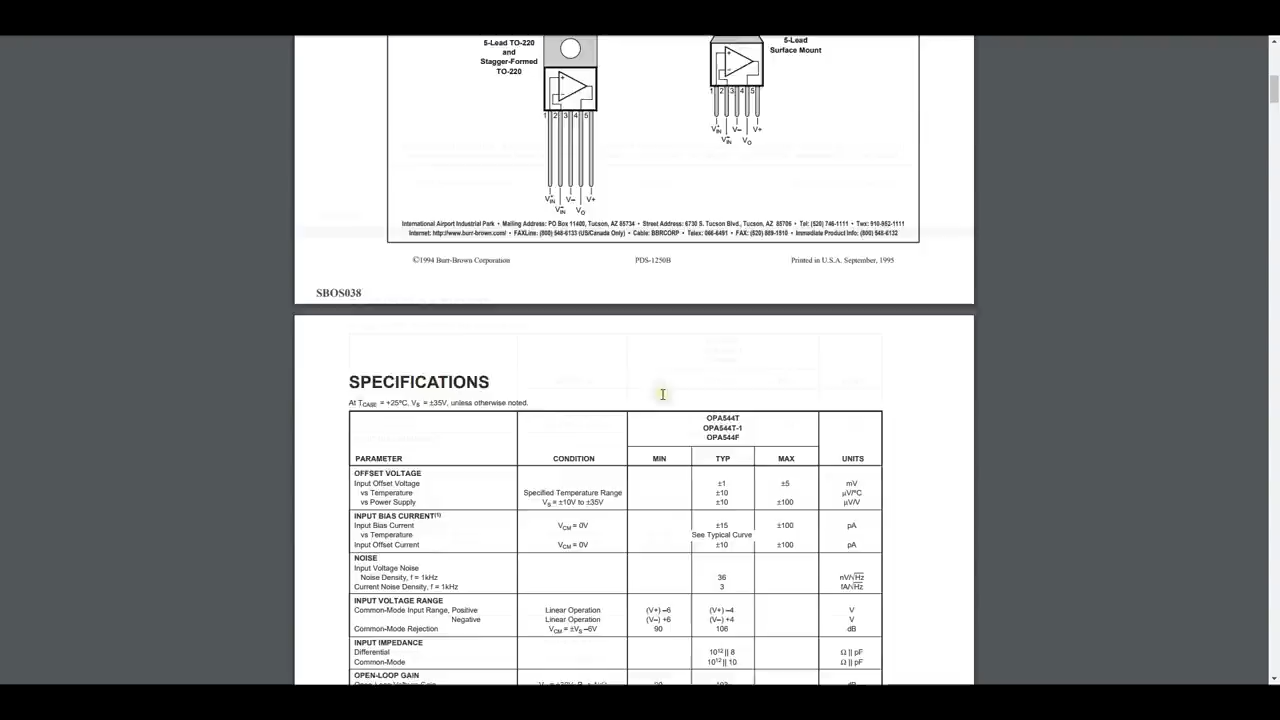 5-Lead TO-220
and
Stagger-Formed
TO-220
5-Lead
Surface Mount
1 2 3 4 5
1 2 3 4 5
V+IN V– V+
V–IN VO
V+IN V– V+
V–IN VO
International Airport Industrial Park • Mailing Address: PO Box 11400, Tucson, AZ 85734 • Street Address: 6730 S. Tucson Blvd., Tucson, AZ 85706 • Tel: (520) 746-1111 • Twx: 910-952-1111
Internet: http://www.burr-brown.com/ • FAXLine: (800) 548-6133 (US/Canada Only) • Cable: BBRCORP • Telex: 066-6491 • FAX: (520) 889-1510 • Immediate Product Info: (800) 548-6132
©1994 Burr-Brown Corporation PDS-1250B Printed in U.S.A. September, 1995
SBOS038
SPECIFICATIONS
At TCASE = +25°C, VS = ±35V, unless otherwise noted.
OPA544T
OPA544T-1
OPA544F
PARAMETER CONDITION MIN TYP MAX UNITS
OFFSET VOLTAGE
Input Offset Voltage ±1 ±5 mV
vs Temperature Specified Temperature Range ±10 µV/°C
vs Power Supply VS = ±10V to ±35V ±10 ±100 µV/V
INPUT BIAS CURRENT(1)
Input Bias Current VCM = 0V ±15 ±100 pA
vs Temperature See Typical Curve
Input Offset Current VCM = 0V ±10 ±100 pA
NOISE
Input Voltage Noise
Noise Density, f = 1kHz 36 nV/√Hz
Current Noise Density, f = 1kHz 3 fA/√Hz
INPUT VOLTAGE RANGE
Common-Mode Input Range, Positive Linear Operation (V+) –6 (V+) –4 V
Negative Linear Operation (V–) +6 (V–) +4 V
Common-Mode Rejection VCM = ±VS –6V 90 106 dB
INPUT IMPEDANCE
Differential 10¹² || 8 Ω || pF
Common-Mode 10¹² || 10 Ω || pF
OPEN-LOOP GAIN